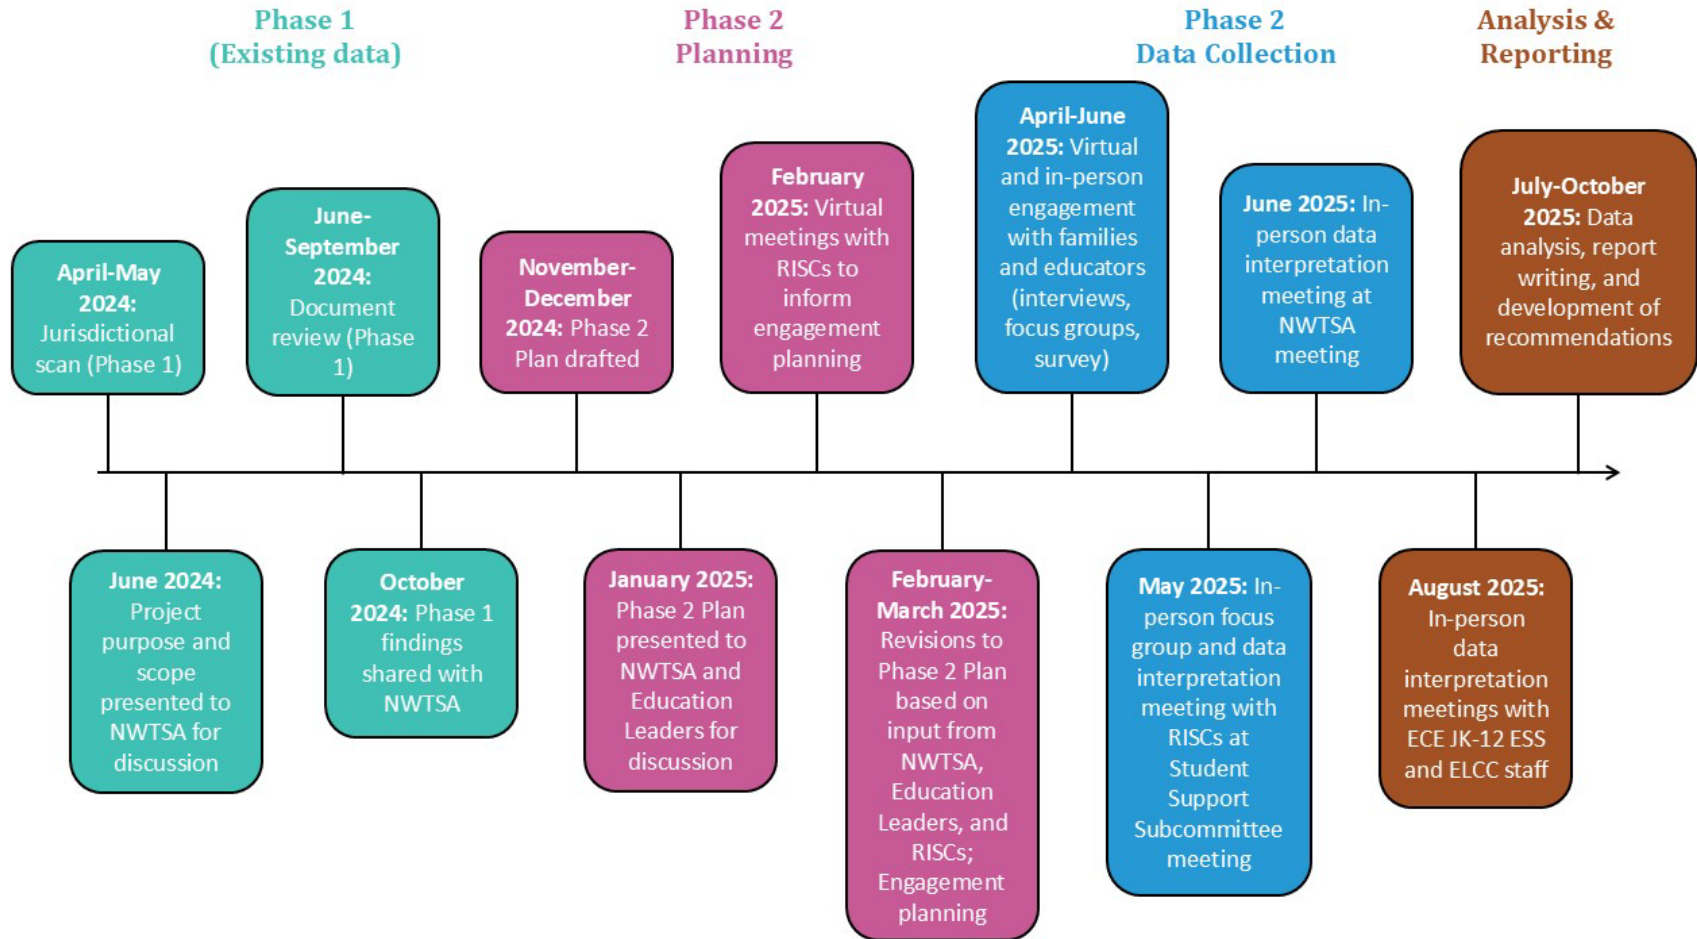 Phase 1
(Existing data)
Phase 2
Planning
Phase 2
Data Collection
Analysis &
Reporting
April-May
2024:
Jurisdictional
scan (Phase 1)
June-
September
2024:
Document
review (Phase
1)
November-
December
2024: Phase 2
Plan drafted
February
2025: Virtual
meetings with
RISCs to
inform
engagement
planning
April-June
2025: Virtual
and in-person
engagement
with families
and educators
(interviews,
focus groups,
survey)
June 2025: In-
person data
interpretation
meeting at
NWTSA
meeting
July-October
2025: Data
analysis, report
writing, and
development of
recommendations
June 2024:
Project
purpose and
scope
presented to
NWTSA for
discussion
October
2024: Phase 1
findings
shared with
NWTSA
January 2025:
Phase 2 Plan
presented to
NWTSA and
Education
Leaders for
discussion
February-
March 2025:
Revisions to
Phase 2 Plan
based on
input from
NWTSA,
Education
Leaders, and
RISCs;
Engagement
planning
May 2025: In-
person focus
group and data
interpretation
meeting with
RISCs at
Student
Support
Subcommittee
meeting
August 2025:
In-person
data
interpretation
meetings with
ECE JK-12 ESS
and ELCC staff